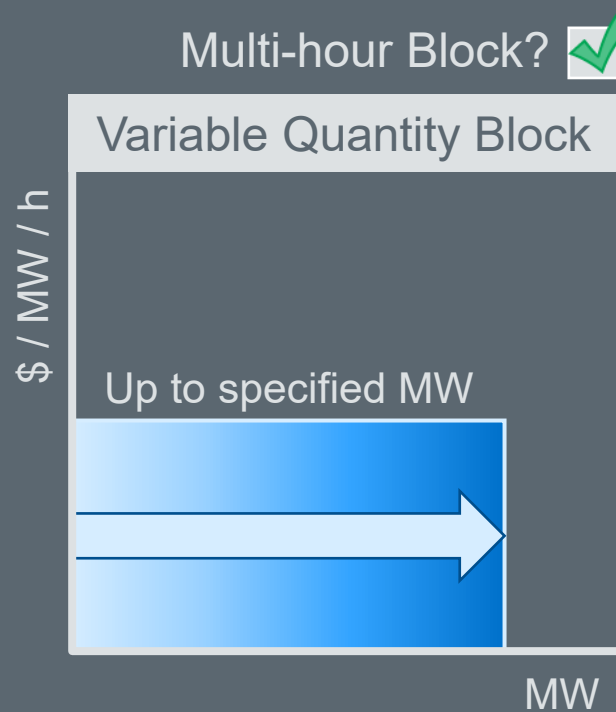 Multi-hour Block?
Variable Quantity Block
$ / MW / h
Up to specified MW
MW